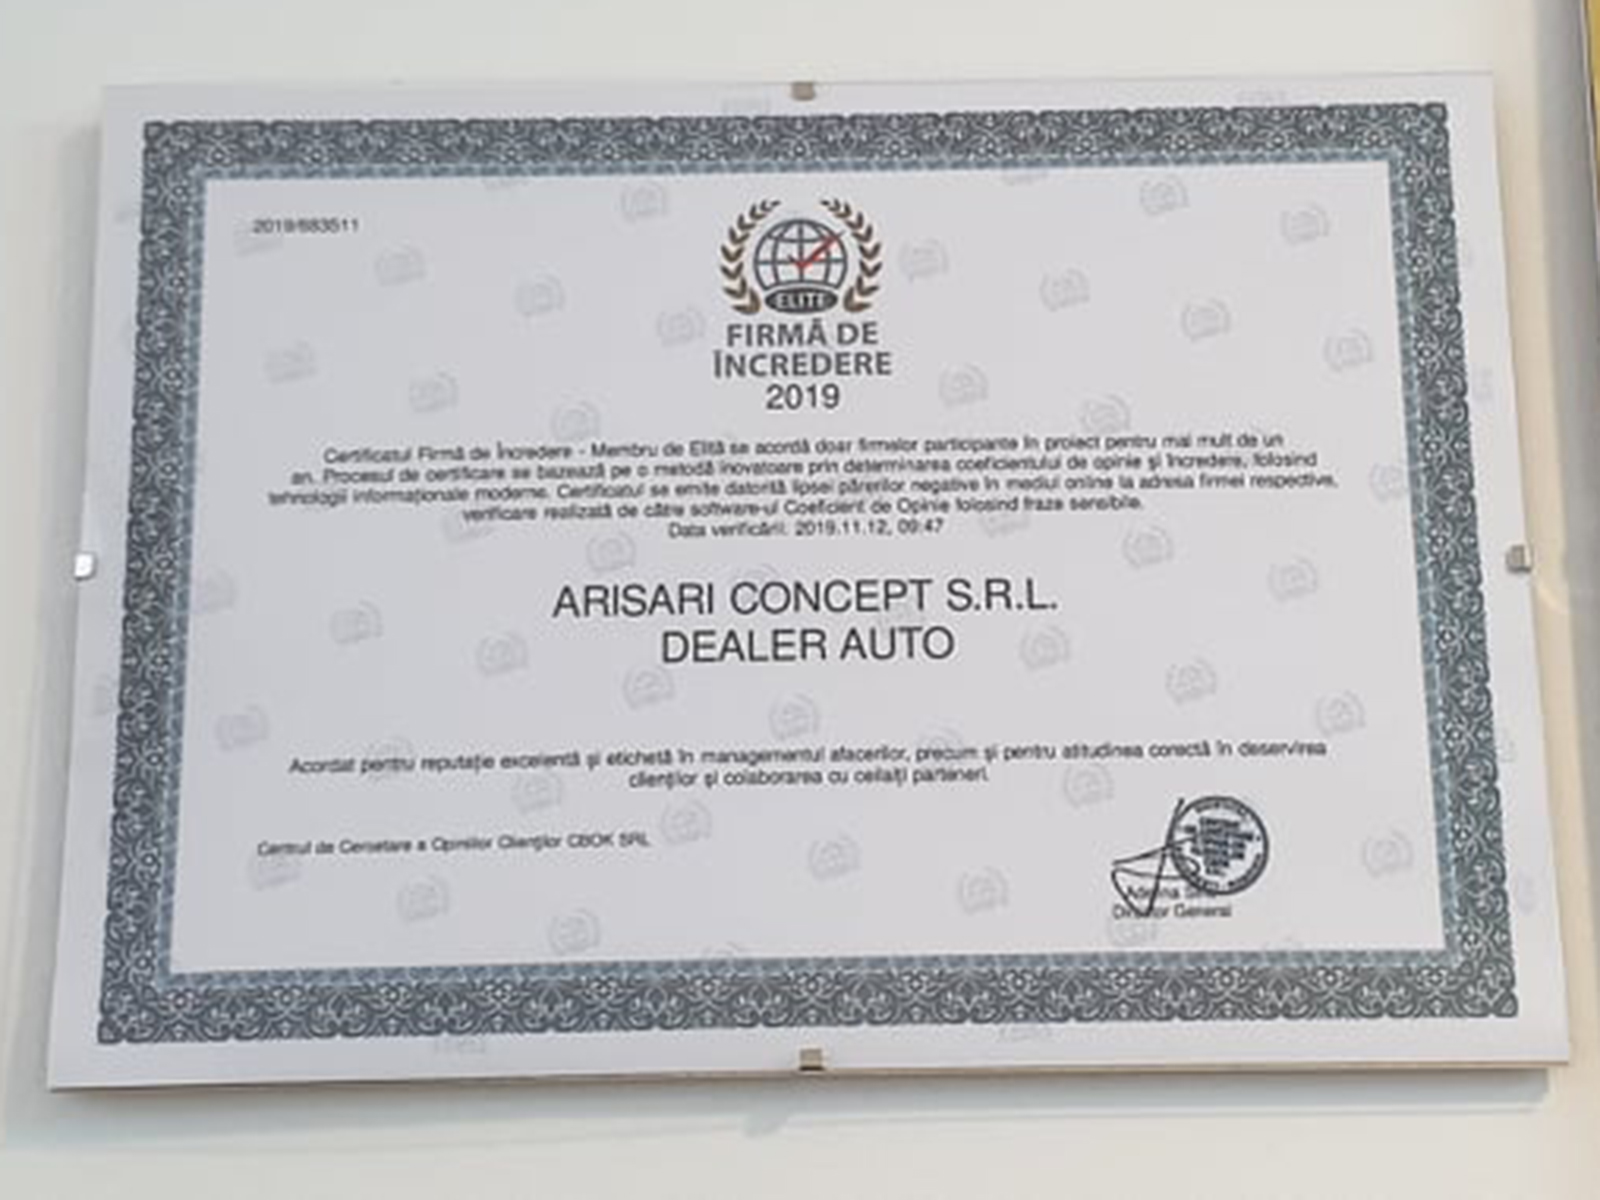 2019/883511
ELITE
FIRMĂ DE
ÎNCREDERE
2019
Certificatul Firmă de Încredere - Membru de Elită se acordă doar firmelor participante în proiect pentru mai mult de un
an. Procesul de certificare se bazează pe o metodă inovatoare prin determinarea coeficientului de opinie și încredere, folosind
tehnologii informaționale moderne. Certificatul se emite datorită lipsei părerilor negative în mediul online la adresa firmei respective,
verificare realizată de către software-ul Coeficient de Opinie folosind fraze sensibile.
Data verificării: 2019.11.12, 09:47
ARISARI CONCEPT S.R.L.
DEALER AUTO
Acordat pentru reputație excelentă și etichetă în managementul afacerilor, precum și pentru atitudinea corectă în deservirea
clienților și colaborarea cu ceilalți parteneri.
Centrul de Cercetare a Opiniilor Clienților CBOK SRL
Director General